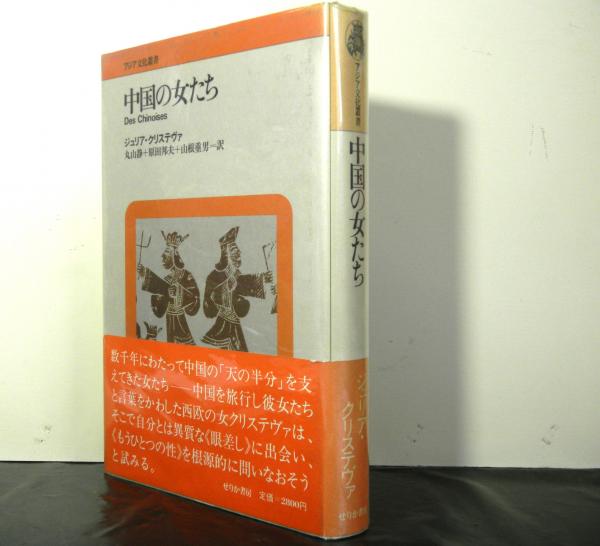 アジア文化叢書
中国の女たち
Des Chinoises
ジュリア・クリステヴァ
丸山静+原田邦夫+山根重男=訳
数千年にわたって中国の「天の半分」を支
えてきた女たち──中国を旅行し彼女たち
と言葉をかわした西欧の女クリステヴァは、
そこで自分とは異質な《眼差し》に出会い、
《もうひとつの性》を根源的に問いなおそう
と試みる。
せりか書房 定価=2800円
アジア文化叢書
中国の女たち
ジュリア・
クリステヴァ
せりか書房